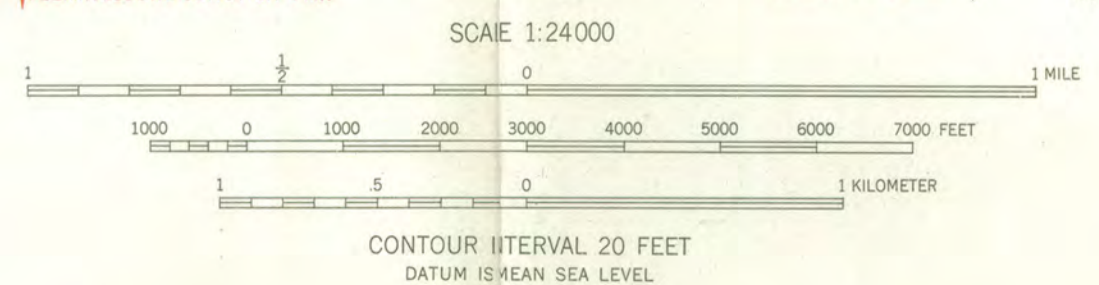 SCALE 1:24000
1 ½ 0 1 MILE
1000 0 1000 2000 3000 4000 5000 6000 7000 FEET
1 .5 0 1 KILOMETER
CONTOUR INTERVAL 20 FEET
DATUM IS MEAN SEA LEVEL